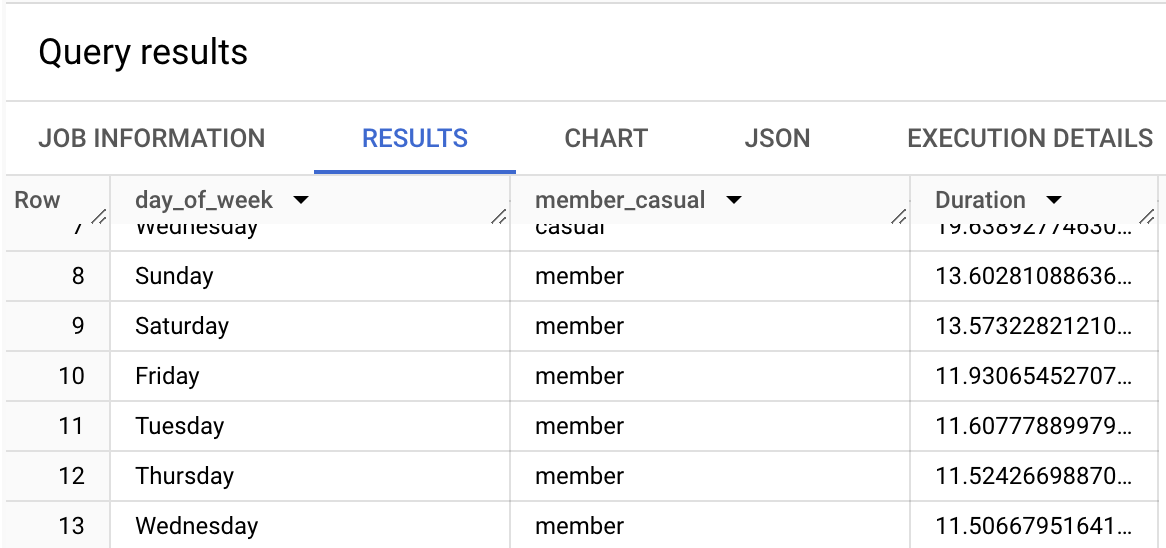 Query results
JOB INFORMATION RESULTS CHART JSON EXECUTION DETAILS
Row day_of_week member_casual Duration
7 Wednesday casual 19.63892774630...
8 Sunday member 13.60281088636...
9 Saturday member 13.57322821210...
10 Friday member 11.93065452707...
11 Tuesday member 11.60777889979...
12 Thursday member 11.52426698870...
13 Wednesday member 11.50667951641...